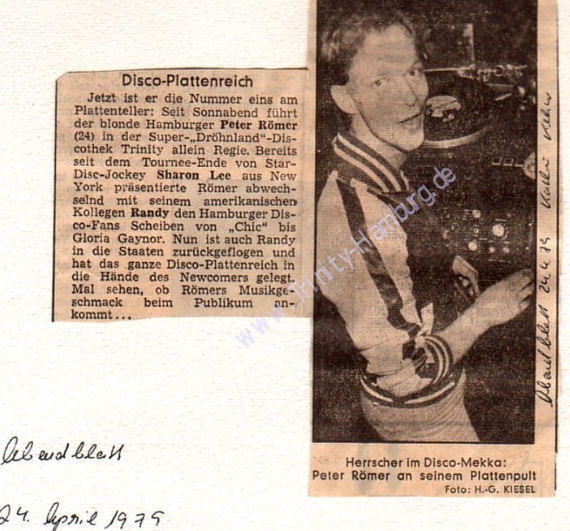 Disco-Plattenreich
Jetzt ist er die Nummer eins am
Plattenteller: Seit Sonnabend führt
der blonde Hamburger Peter Römer
(24) in der Super-„Dröhnland“-Dis-
cothek Trinity allein Regie. Bereits
seit dem Tournee-Ende von Star-
Disc-Jockey Sharon Lee aus New
York präsentierte Römer abwech-
selnd mit seinem amerikanischen
Kollegen Randy den Hamburger Dis-
co-Fans Scheiben von „Chic“ bis
Gloria Gaynor. Nun ist auch Randy
in die Staaten zurückgeflogen und
hat das ganze Disco-Plattenreich in
die Hände des Newcomers gelegt.
Mal sehen, ob Römers Musikge-
schmack beim Publikum an-
kommt...
Herrscher im Disco-Mekka:
Peter Römer an seinem Plattenpult
Foto: H.-G. KIESEL
Abendblatt 24.4.79
Abendblatt
24. April 1979
www.Trinity-Hamburg.de